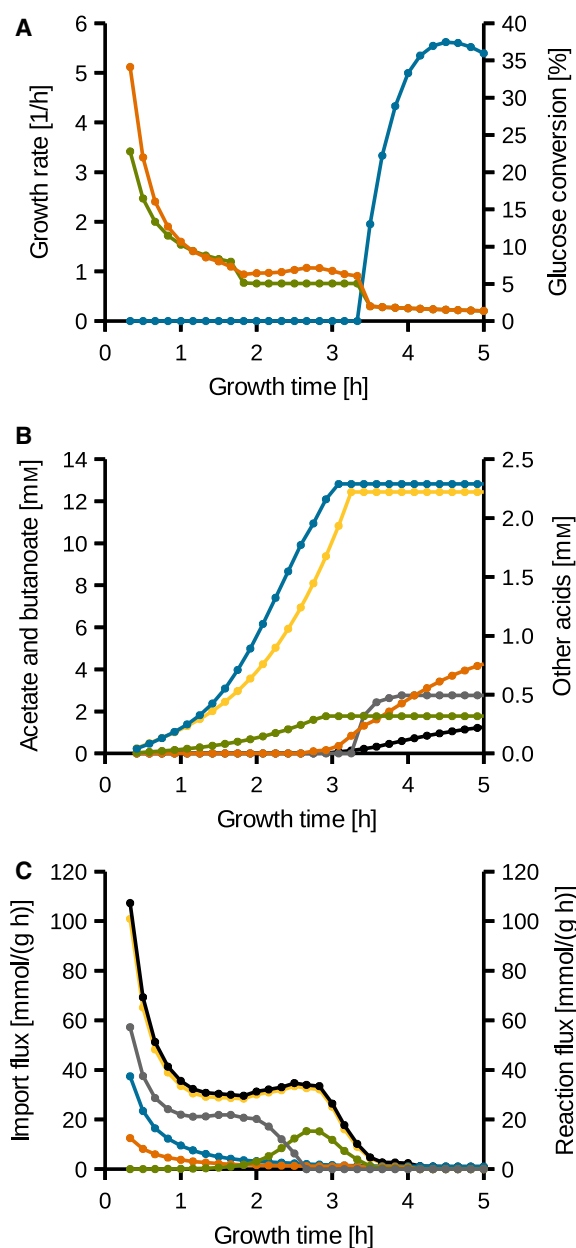 A
6
5
4
3
2
1
0
40
35
30
25
20
15
10
5
0
0 1 2 3 4 5
Growth rate [1/h]
Glucose conversion [%]
Growth time [h]
B
14
12
10
8
6
4
2
0
2.5
2.0
1.5
1.0
0.5
0.0
0 1 2 3 4 5
Acetate and butanoate [mM]
Other acids [mM]
Growth time [h]
C
120
100
80
60
40
20
0
120
100
80
60
40
20
0
0 1 2 3 4 5
Import flux [mmol/(g h)]
Reaction flux [mmol/(g h)]
Growth time [h]